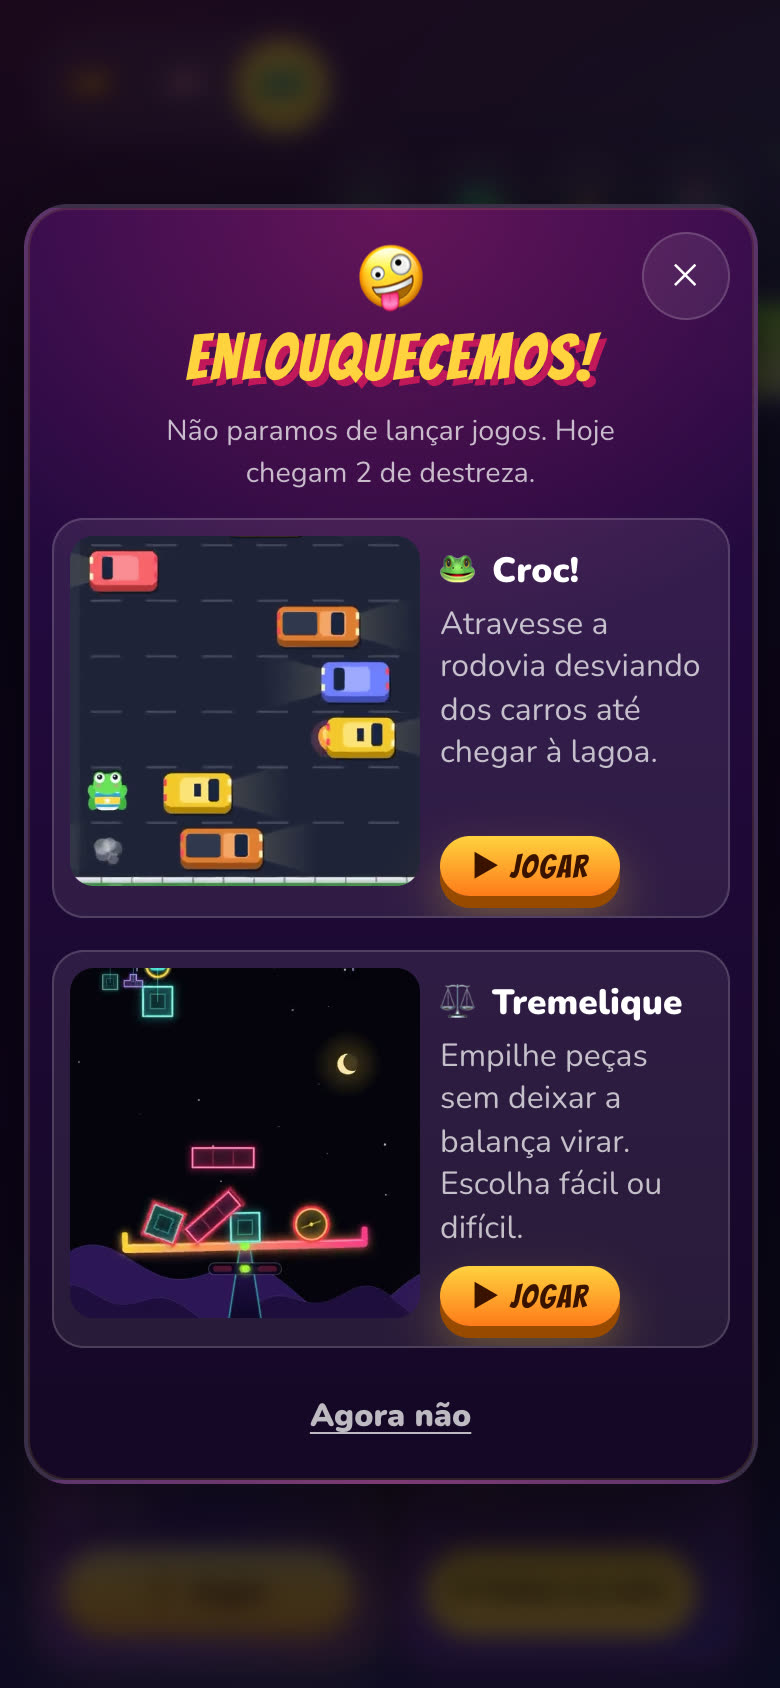 ENLOUQUECEMOS!
Não paramos de lançar jogos. Hoje
chegam 2 de destreza.
Croc!
Atravesse a
rodovia desviando
dos carros até
chegar à lagoa.
JOGAR
Tremelique
Empilhe peças
sem deixar a
balança virar.
Escolha fácil ou
difícil.
JOGAR
Agora não